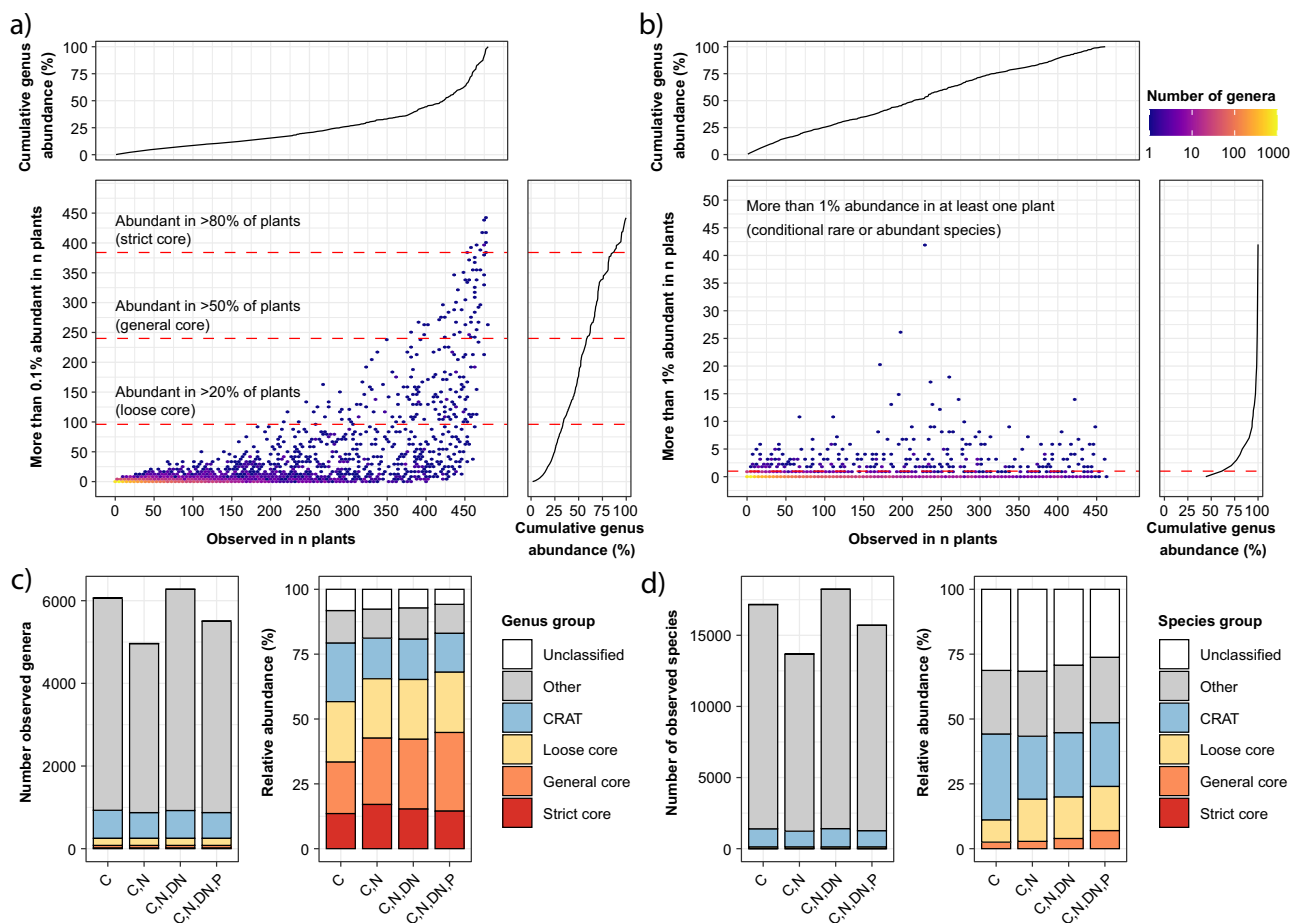 a)
Cumulative genus
abundance (%)
100
75
50
25
0
More than 0.1% abundant in n plants
450
400
350
300
250
200
150
100
50
0
Abundant in >80% of plants
(strict core)
Abundant in >50% of plants
(general core)
Abundant in >20% of plants
(loose core)
0 50 100 150 200 250 300 350 400 450
Observed in n plants
0 25 50 75 100
Cumulative genus
abundance (%)
b)
Cumulative genus
abundance (%)
100
75
50
25
0
Number of genera
1 10 100 1000
More than 1% abundant in n plants
50
45
40
35
30
25
20
15
10
5
0
More than 1% abundance in at least one plant
(conditional rare or abundant species)
0 50 100 150 200 250 300 350 400 450
Observed in n plants
0 25 50 75 100
Cumulative genus
abundance (%)
c)
Number observed genera
6000
4000
2000
0
C
C,N
C,N,DN
C,N,DN,P
Relative abundance (%)
100
75
50
25
0
C
C,N
C,N,DN
C,N,DN,P
Genus group
Unclassified
Other
CRAT
Loose core
General core
Strict core
d)
Number of observed species
15000
10000
5000
0
C
C,N
C,N,DN
C,N,DN,P
Relative abundance (%)
100
75
50
25
0
C
C,N
C,N,DN
C,N,DN,P
Species group
Unclassified
Other
CRAT
Loose core
General core
Strict core